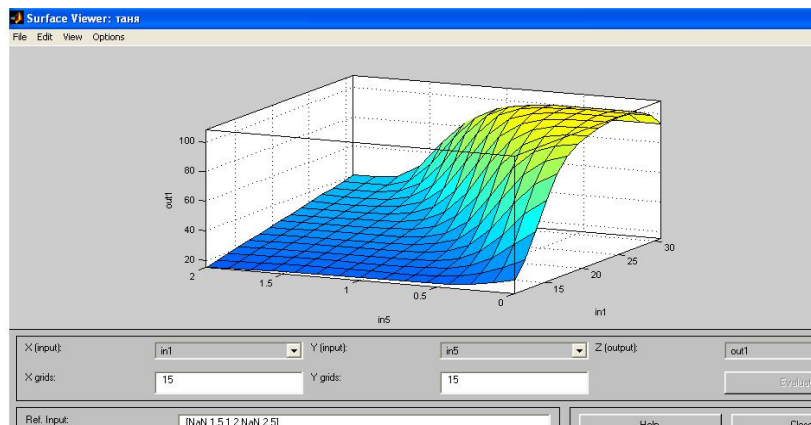 Surface Viewer: таня
File Edit View Options
100
80
60
40
20
out1
2
1.5
1
0.5
0
in5
15
20
25
30
in1
X (input): in1 Y (input): in5 Z (output): out1
X grids: 15 Y grids: 15 Evaluat
Ref. Input: [NaN 1.5 1.2 NaN 2.5] Help Close